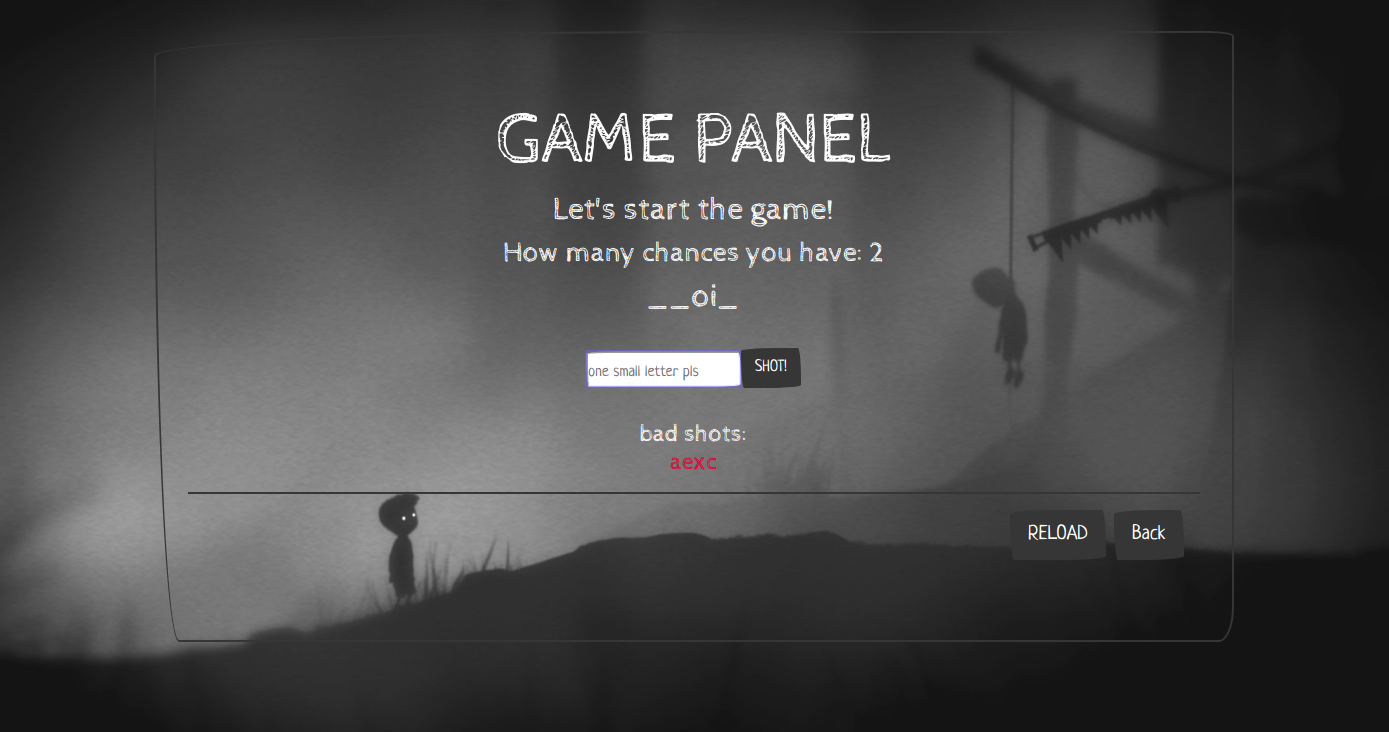 GAME PANEL
Let's start the game!
How many chances you have: 2
__oi_
one small letter pls
SHOT!
bad shots:
aexc
RELOAD
Back